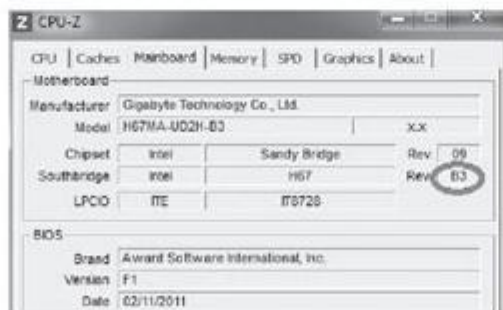 CPU-Z
CPU Caches Mainboard Memory SPD Graphics About
Motherboard
Manufacturer Gigabyte Technology Co., Ltd.
Model H67MA-UD2H-B3 x.x
Chipset Intel Sandy Bridge Rev. 09
Southbridge Intel H67 Rev. B3
LPCIO ITE IT8728
BIOS
Brand Award Software International, Inc.
Version F1
Date 02/11/2011